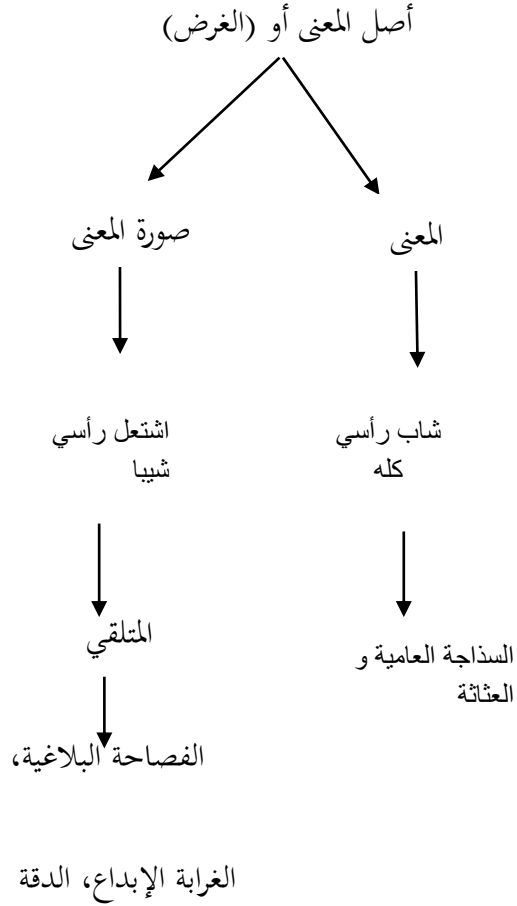 أصل المعنى أو (الغرض)
المعنى
صورة المعنى
شاب رأسي
كله
اشتعل رأسي
شيبا
السذاجة العامية و
العثاثة
المتلقي
الفصاحة البلاغية،
الغرابة الإبداع، الدقة